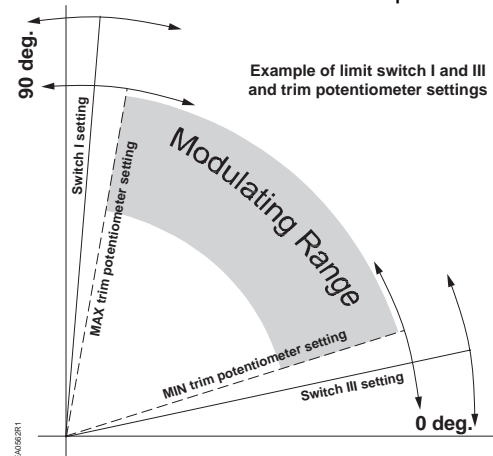 90 deg.
Example of limit switch I and III
and trim potentiometer settings
Switch I setting
MAX trim potentiometer setting
Modulating Range
MIN trim potentiometer setting
Switch III setting
0 deg.